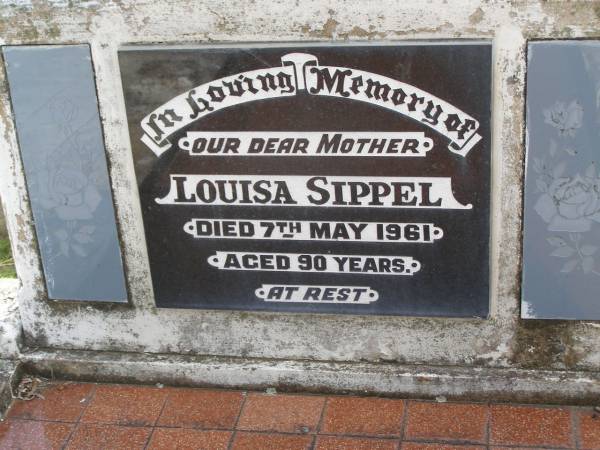 In Loving Memory of
OUR DEAR MOTHER
LOUISA SIPPEL
DIED 7TH MAY 1961
AGED 90 YEARS.
AT REST